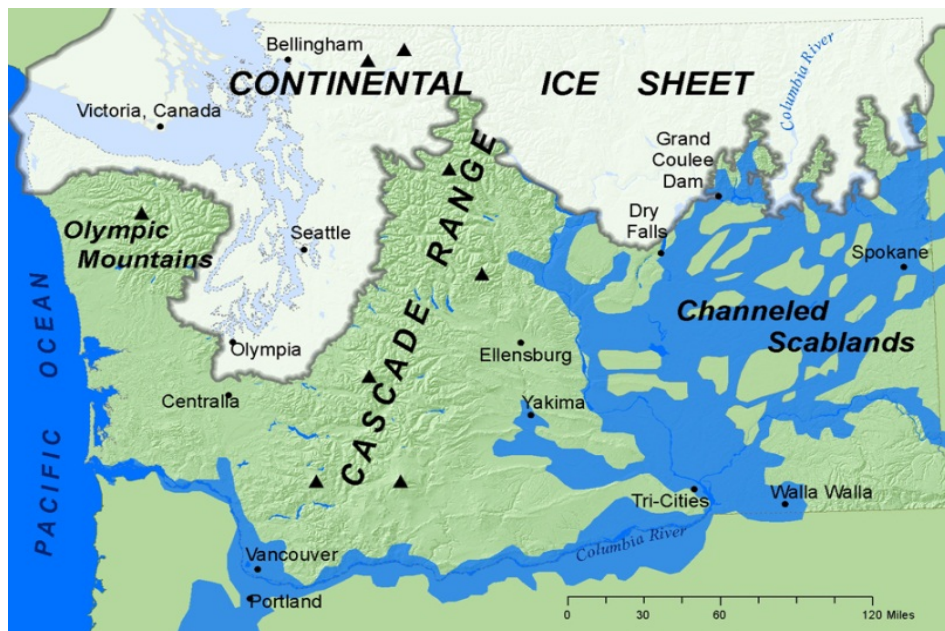 Bellingham
CONTINENTAL ICE SHEET
Columbia River
Victoria, Canada
Grand
Coulee
Dam
Dry
Falls
Olympic
Mountains
Seattle
CASCADE RANGE
Spokane
PACIFIC OCEAN
Channeled
Scablands
Olympia
Ellensburg
Centralia
Yakima
Tri-Cities
Walla Walla
Columbia River
Vancouver
Portland
0 30 60 120 Miles